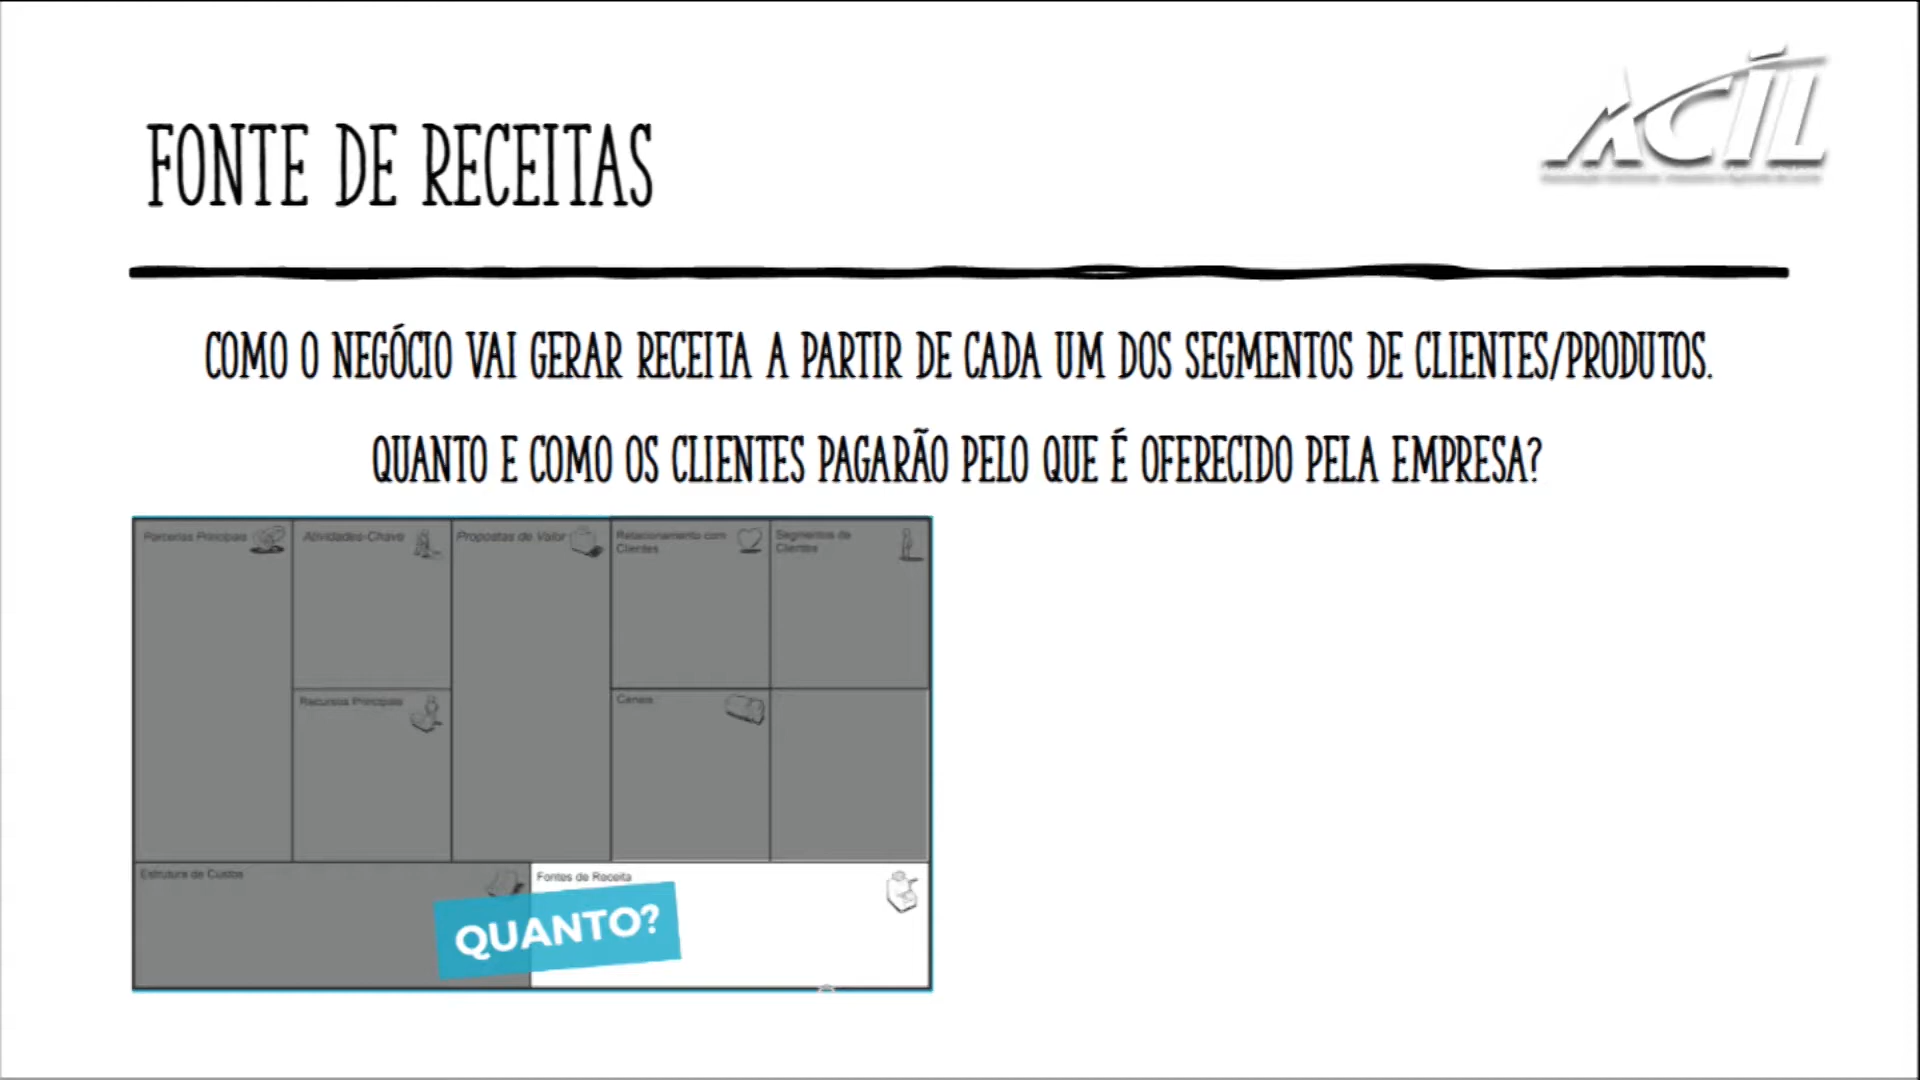 ACIL
FONTE DE RECEITAS
COMO O NEGÓCIO VAI GERAR RECEITA A PARTIR DE CADA UM DOS SEGMENTOS DE CLIENTES/PRODUTOS.
QUANTO E COMO OS CLIENTES PAGARÃO PELO QUE É OFERECIDO PELA EMPRESA?
Parcerias Principais
Atividades-Chave
Propostas de Valor
Relacionamento com
Clientes
Segmentos de
Clientes
Recursos Principais
Canais
Estrutura de Custos
Fontes de Receita
QUANTO?